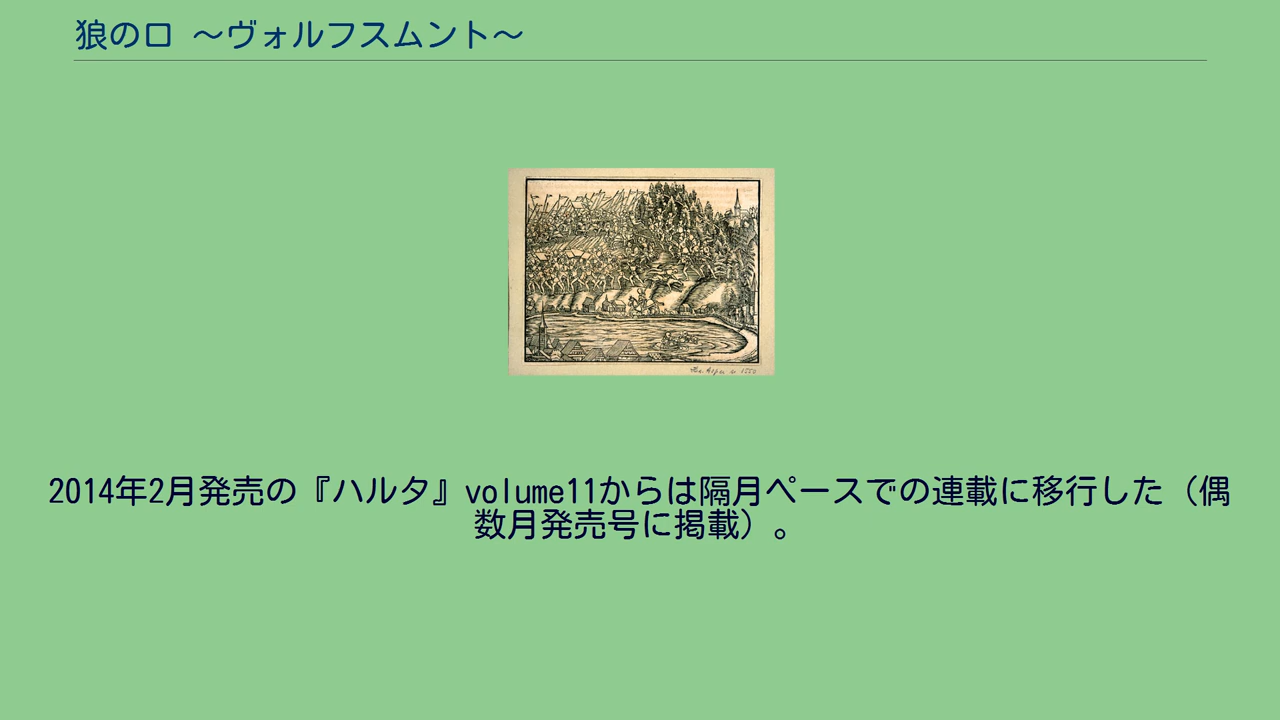 狼の口 ～ヴォルフスムント～
2014年2月発売の『ハルタ』volume11からは隔月ペースでの連載に移行した（偶
数月発売号に掲載）。